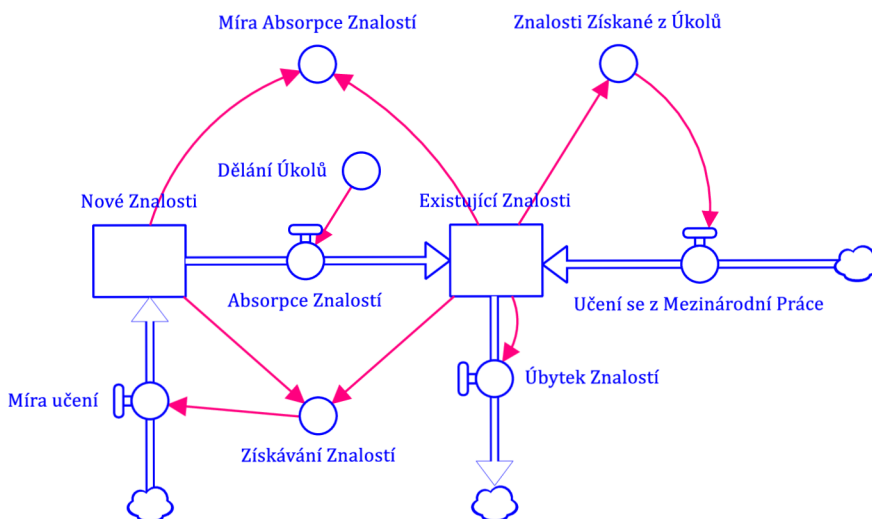 Míra Absorpce Znalostí
Znalosti Získané z Úkolů
Dělání Úkolů
Nové Znalosti
Existující Znalosti
Absorpce Znalostí
Učení se z Mezinárodní Práce
Míra učení
Úbytek Znalostí
Získávání Znalostí